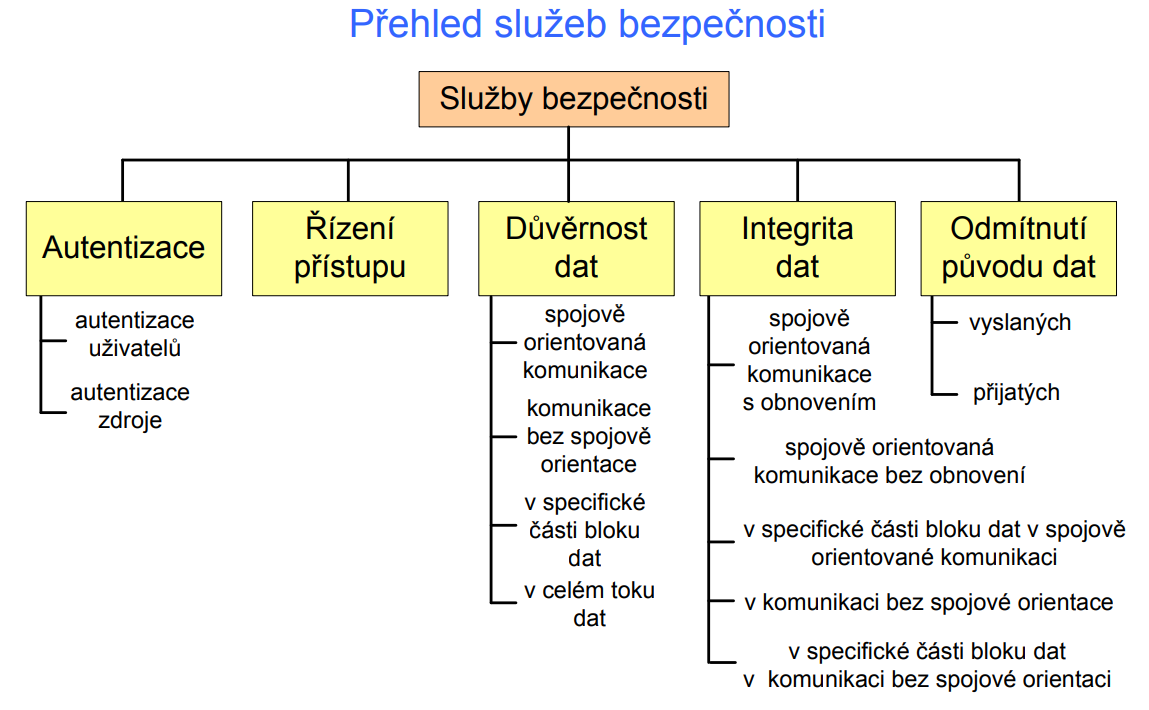 Přehled služeb bezpečnosti
Služby bezpečnosti
Autentizace
autentizace
uživatelů
autentizace
zdroje
Řízení
přístupu
Důvěrnost
dat
spojově
orientovaná
komunikace
komunikace
bez spojově
orientace
v specifické
části bloku
dat
v celém toku
dat
Integrita
dat
spojově
orientovaná
komunikace
s obnovením
spojově orientovaná
komunikace bez obnovení
v specifické části bloku dat v spojově
orientované komunikaci
v komunikaci bez spojové orientace
v specifické části bloku dat
v komunikaci bez spojové orientaci
Odmítnutí
původu dat
vyslaných
přijatých